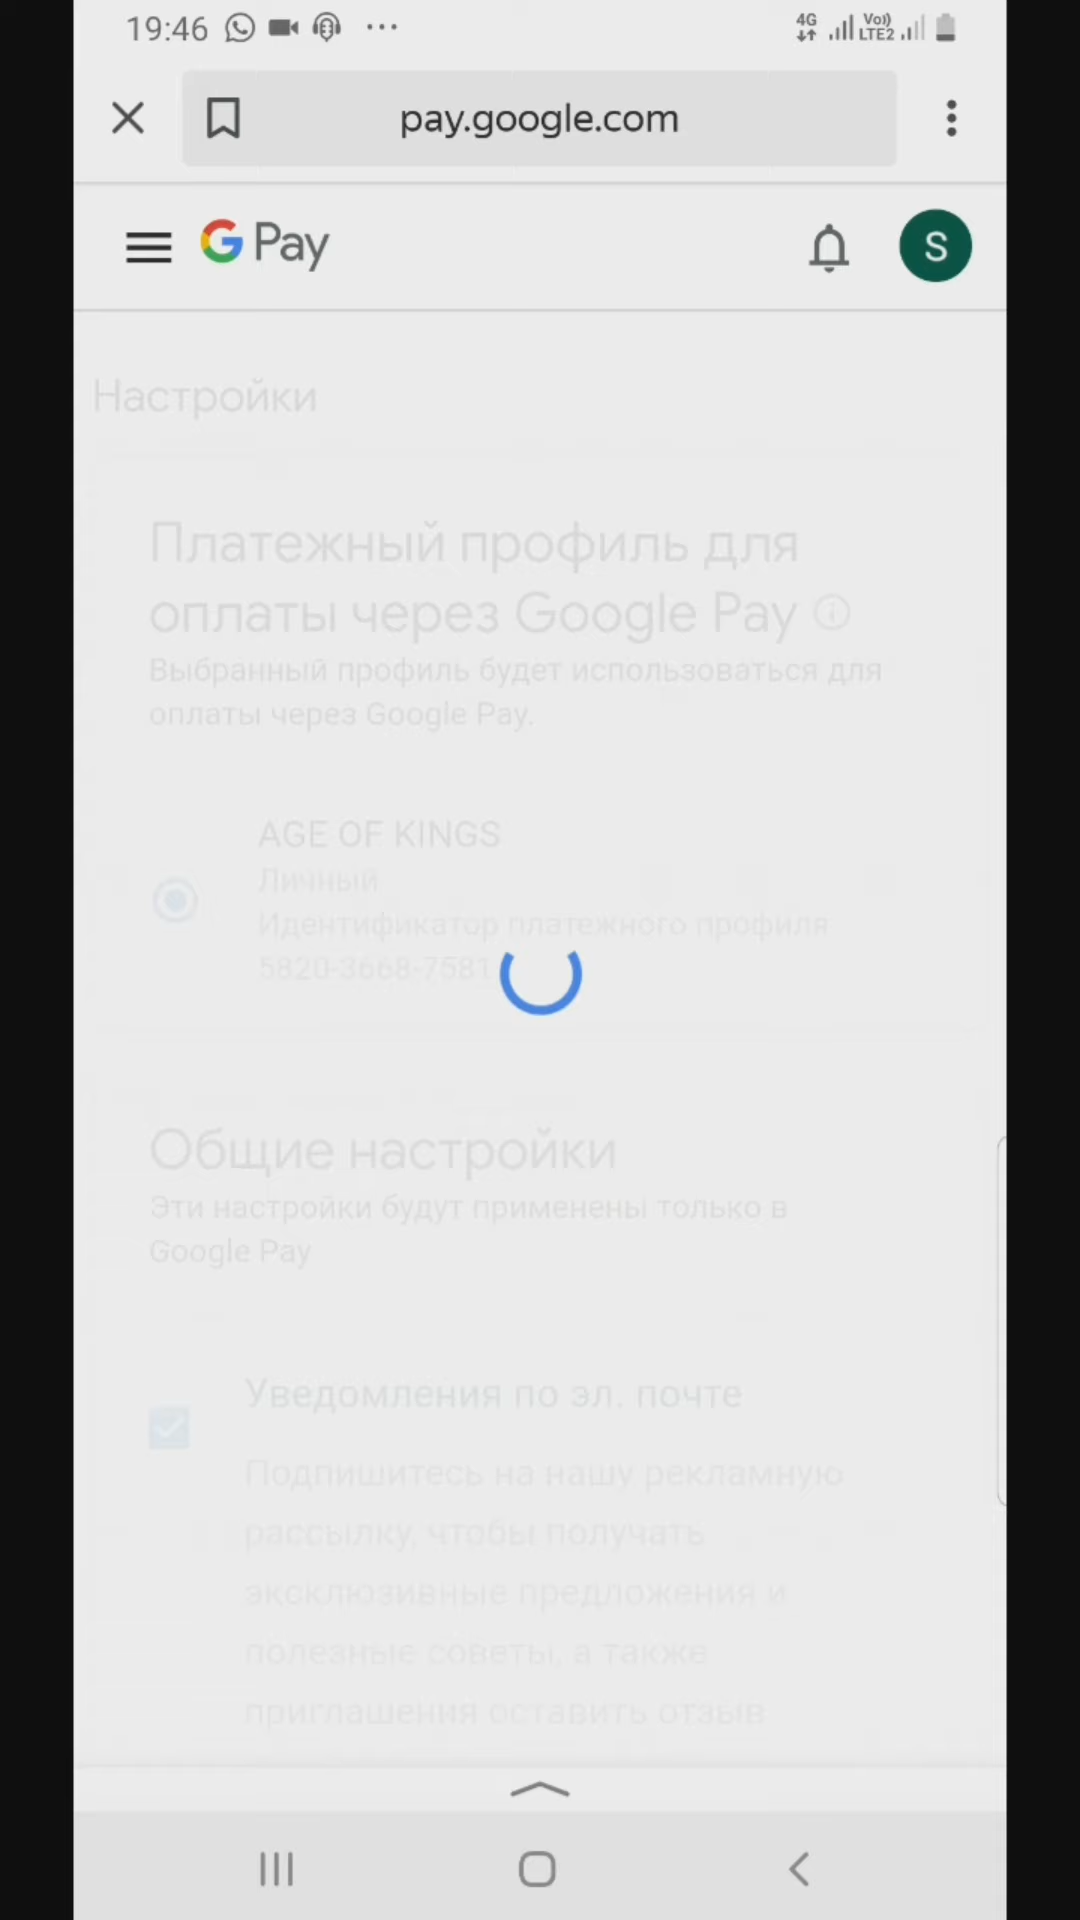 19:46
4G
Vo))
LTE2
pay.google.com
G Pay
S
Настройки
Платежный профиль для
оплаты через Google Pay
Выбранный профиль будет использоваться для
оплаты через Google Pay.
AGE OF KINGS
Личный
Идентификатор платежного профиля
5820-3668-7581
Общие настройки
Эти настройки будут применены только в
Google Pay
Уведомления по эл. почте
Подпишитесь на нашу рекламную
рассылку, чтобы получать
эксклюзивные предложения и
полезные советы, а также
приглашения оставить отзыв